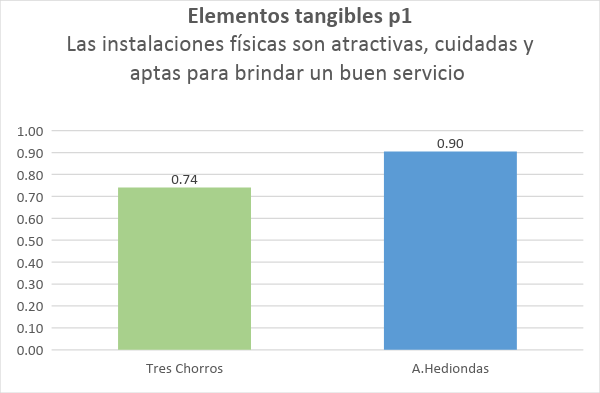 Elementos tangibles p1
Las instalaciones físicas son atractivas, cuidadas y
aptas para brindar un buen servicio
1.00
0.90
0.80
0.70
0.60
0.50
0.40
0.30
0.20
0.10
0.00
0.74
0.90
Tres Chorros
A.Hediondas